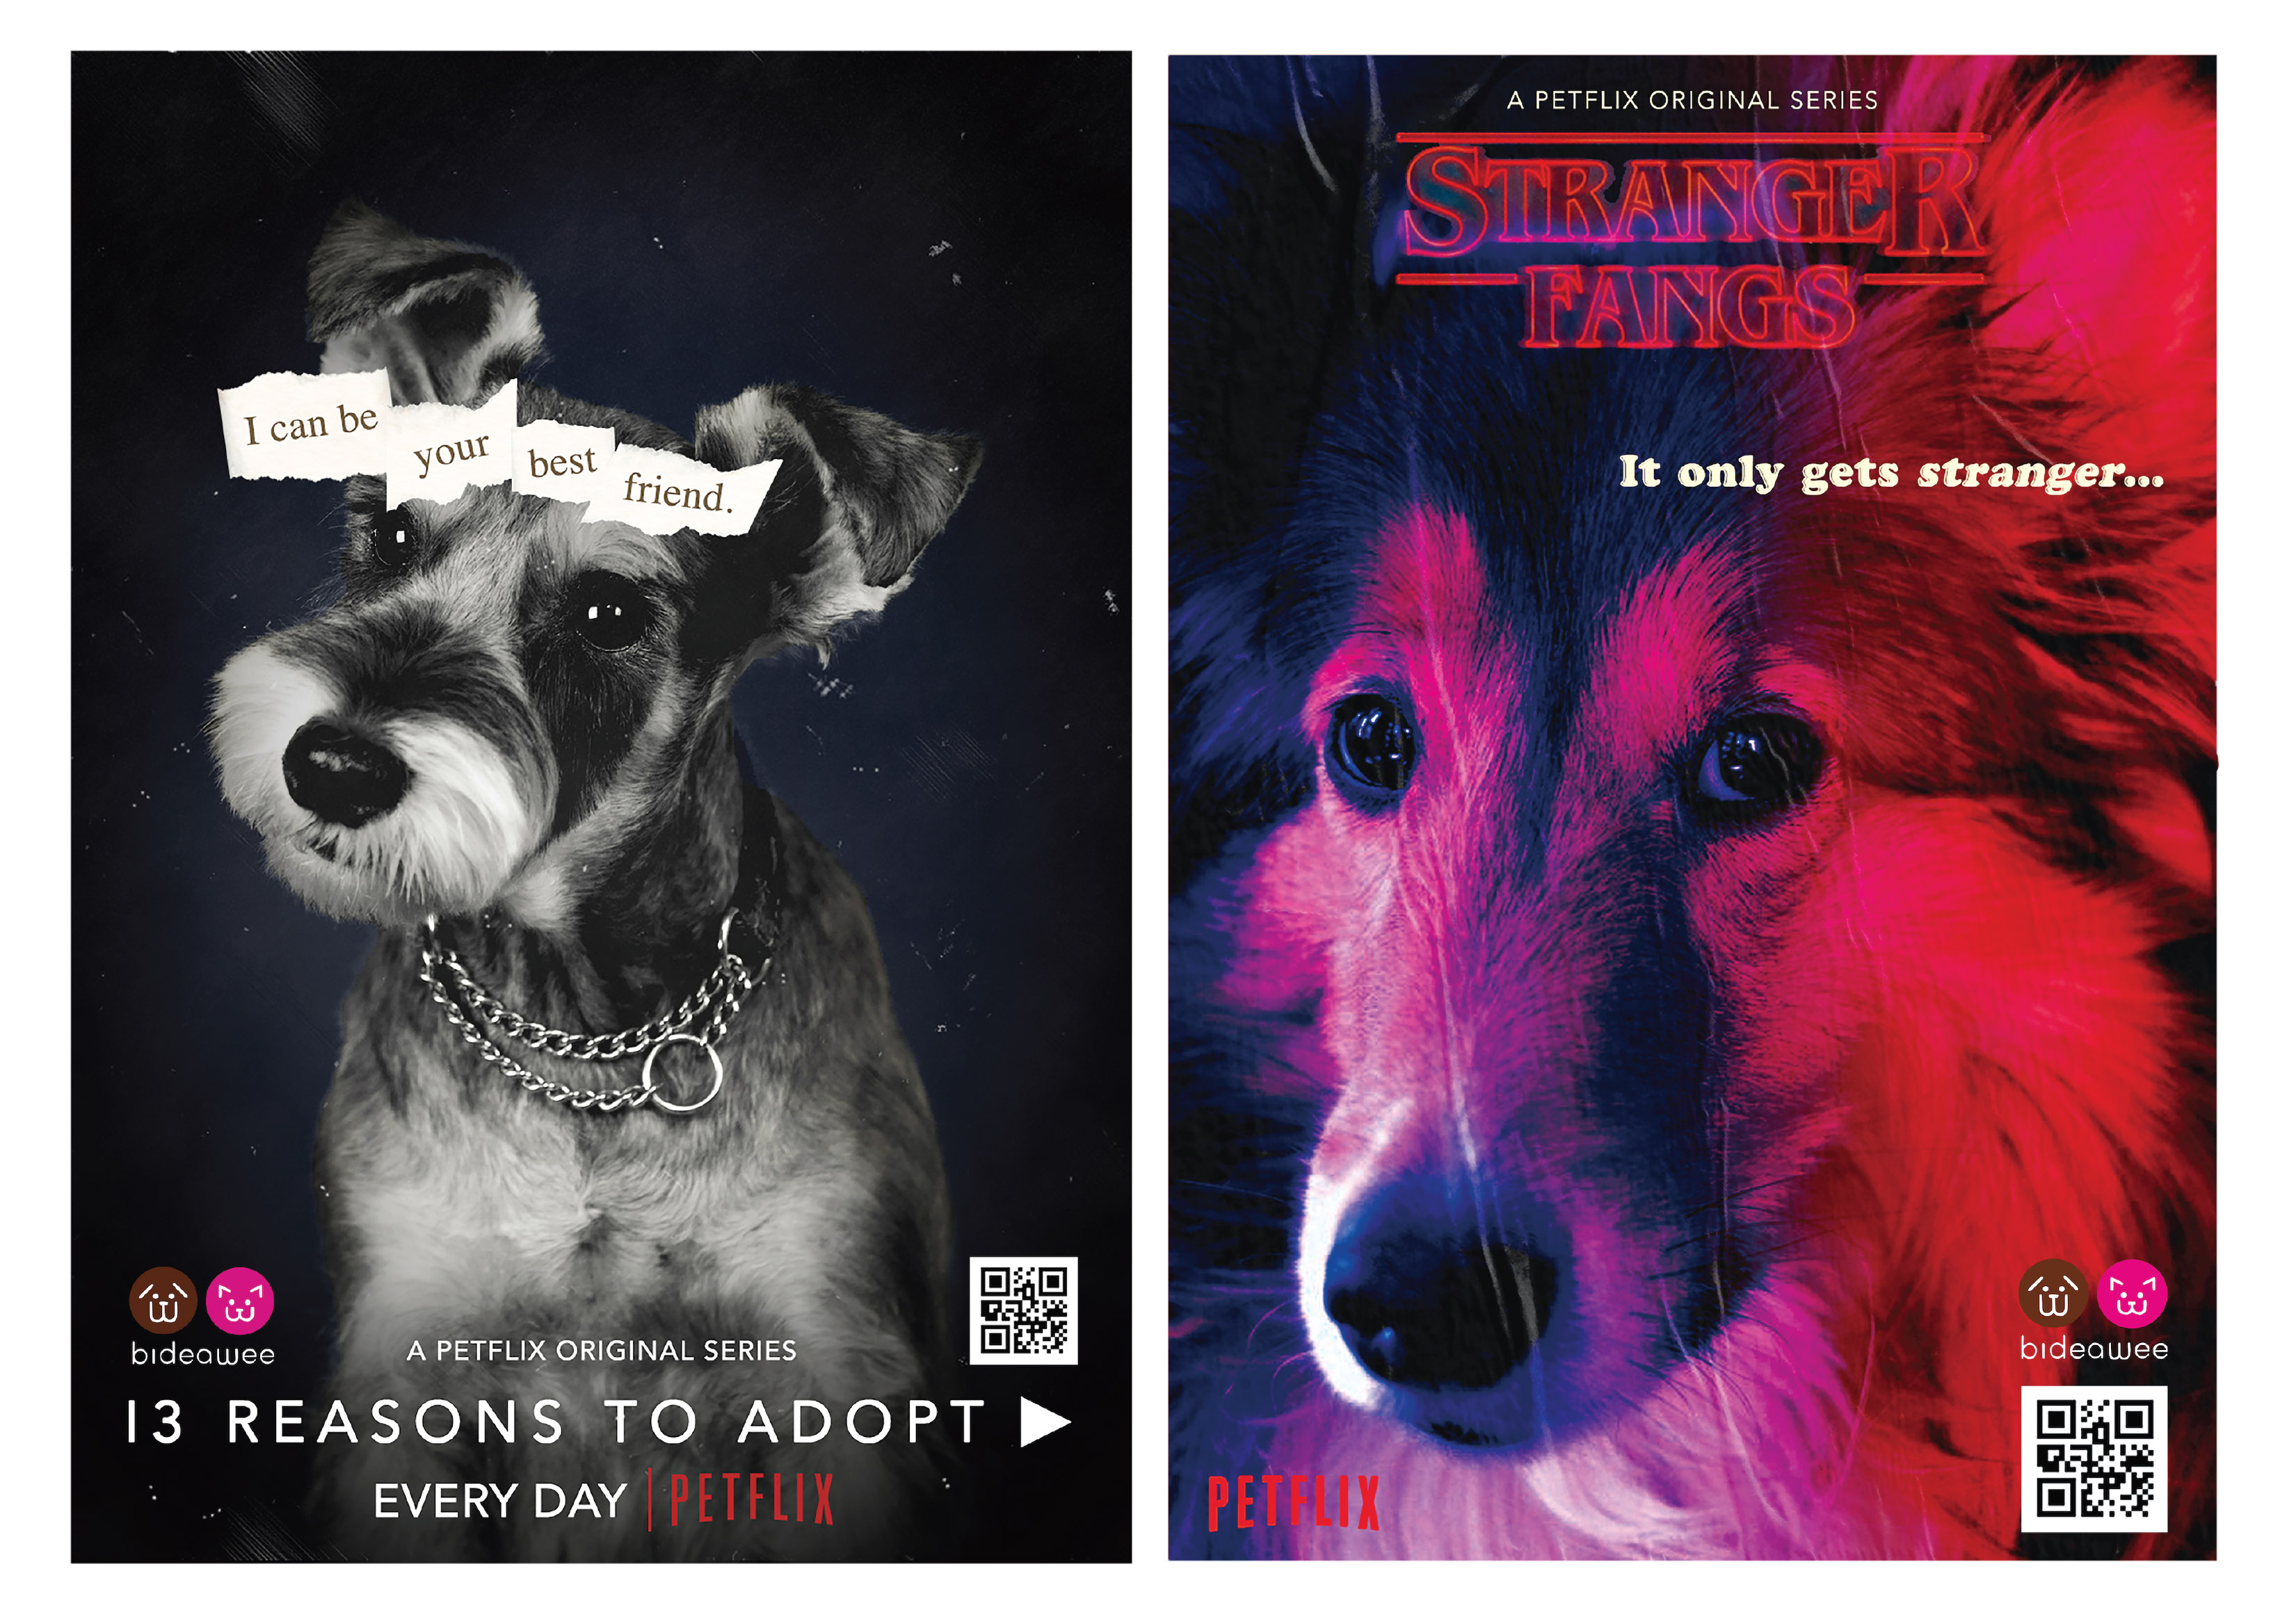 I can be
your
best
friend.
bideawee
A PETFLIX ORIGINAL SERIES
13 REASONS TO ADOPT
EVERY DAY | PETFLIX
A PETFLIX ORIGINAL SERIES
STRANGER
FANGS
It only gets stranger...
bideawee
PETFLIX